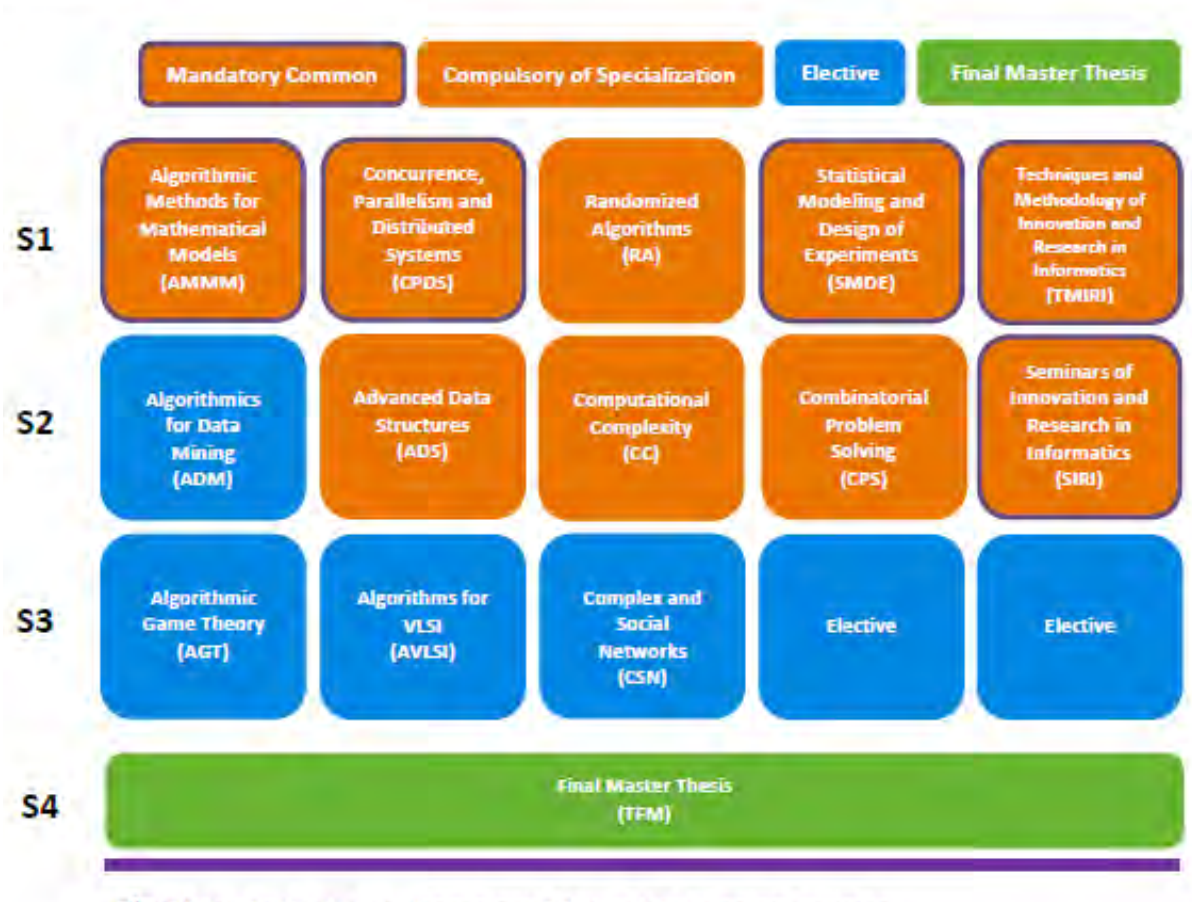 Mandatory Common
Compulsory of Specialization
Elective
Final Master Thesis
S1
Algorithmic
Methods for
Mathematical
Models
(AMMM)
Concurrence,
Parallelism and
Distributed
Systems
(CPDS)
Randomized
Algorithms
(RA)
Statistical
Modeling and
Design of
Experiments
(SMDE)
Techniques and
Methodology of
Innovation and
Research in
Informatics
(TMIRI)
S2
Algorithmics
for Data
Mining
(ADM)
Advanced Data
Structures
(ADS)
Computational
Complexity
(CC)
Combinatorial
Problem
Solving
(CPS)
Seminars of
Innovation and
Research in
Informatics
(SIRI)
S3
Algorithmic
Game Theory
(AGT)
Algorithms for
VLSI
(AVLSI)
Complex and
Social
Networks
(CSN)
Elective
Elective
S4
Final Master Thesis
(TFM)